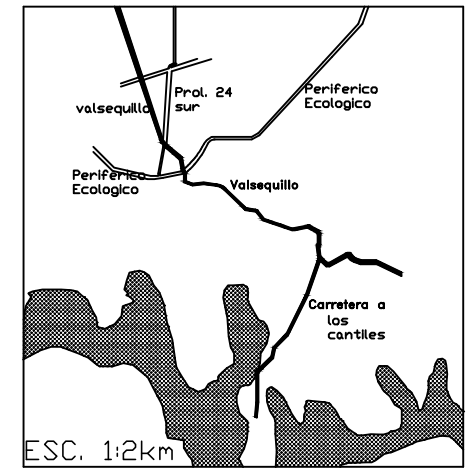 Prol. 24
sur
Periferico
Ecologico
valsequillo
Periferico
Ecologico
Valsequillo
Carretera a
los
cantiles
ESC. 1:2km